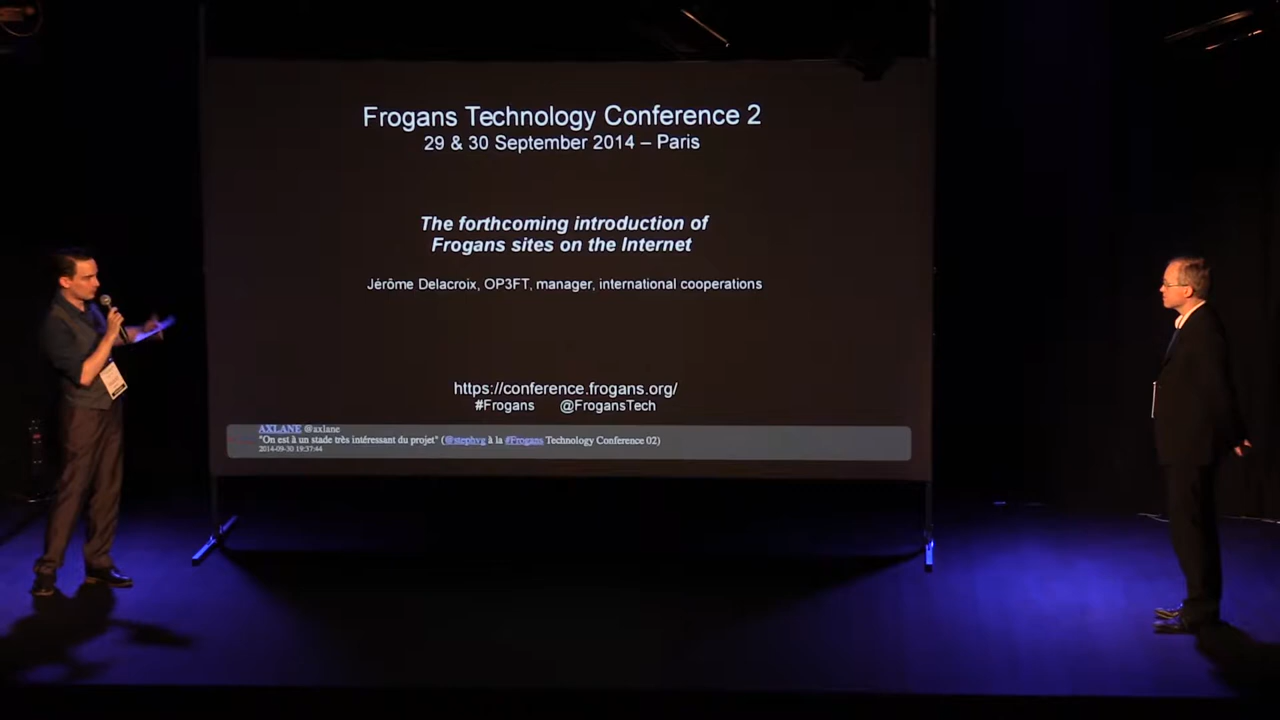 Frogans Technology Conference 2
29 & 30 September 2014 – Paris
The forthcoming introduction of
Frogans sites on the Internet
Jérôme Delacroix, OP3FT, manager, international cooperations
https://conference.frogans.org/
#Frogans @FrogansTech
AXLANE @axlane
"On est à un stade très intéressant du projet" (@stephvg à la #Frogans Technology Conference 02)
2014-09-30 19:37:44